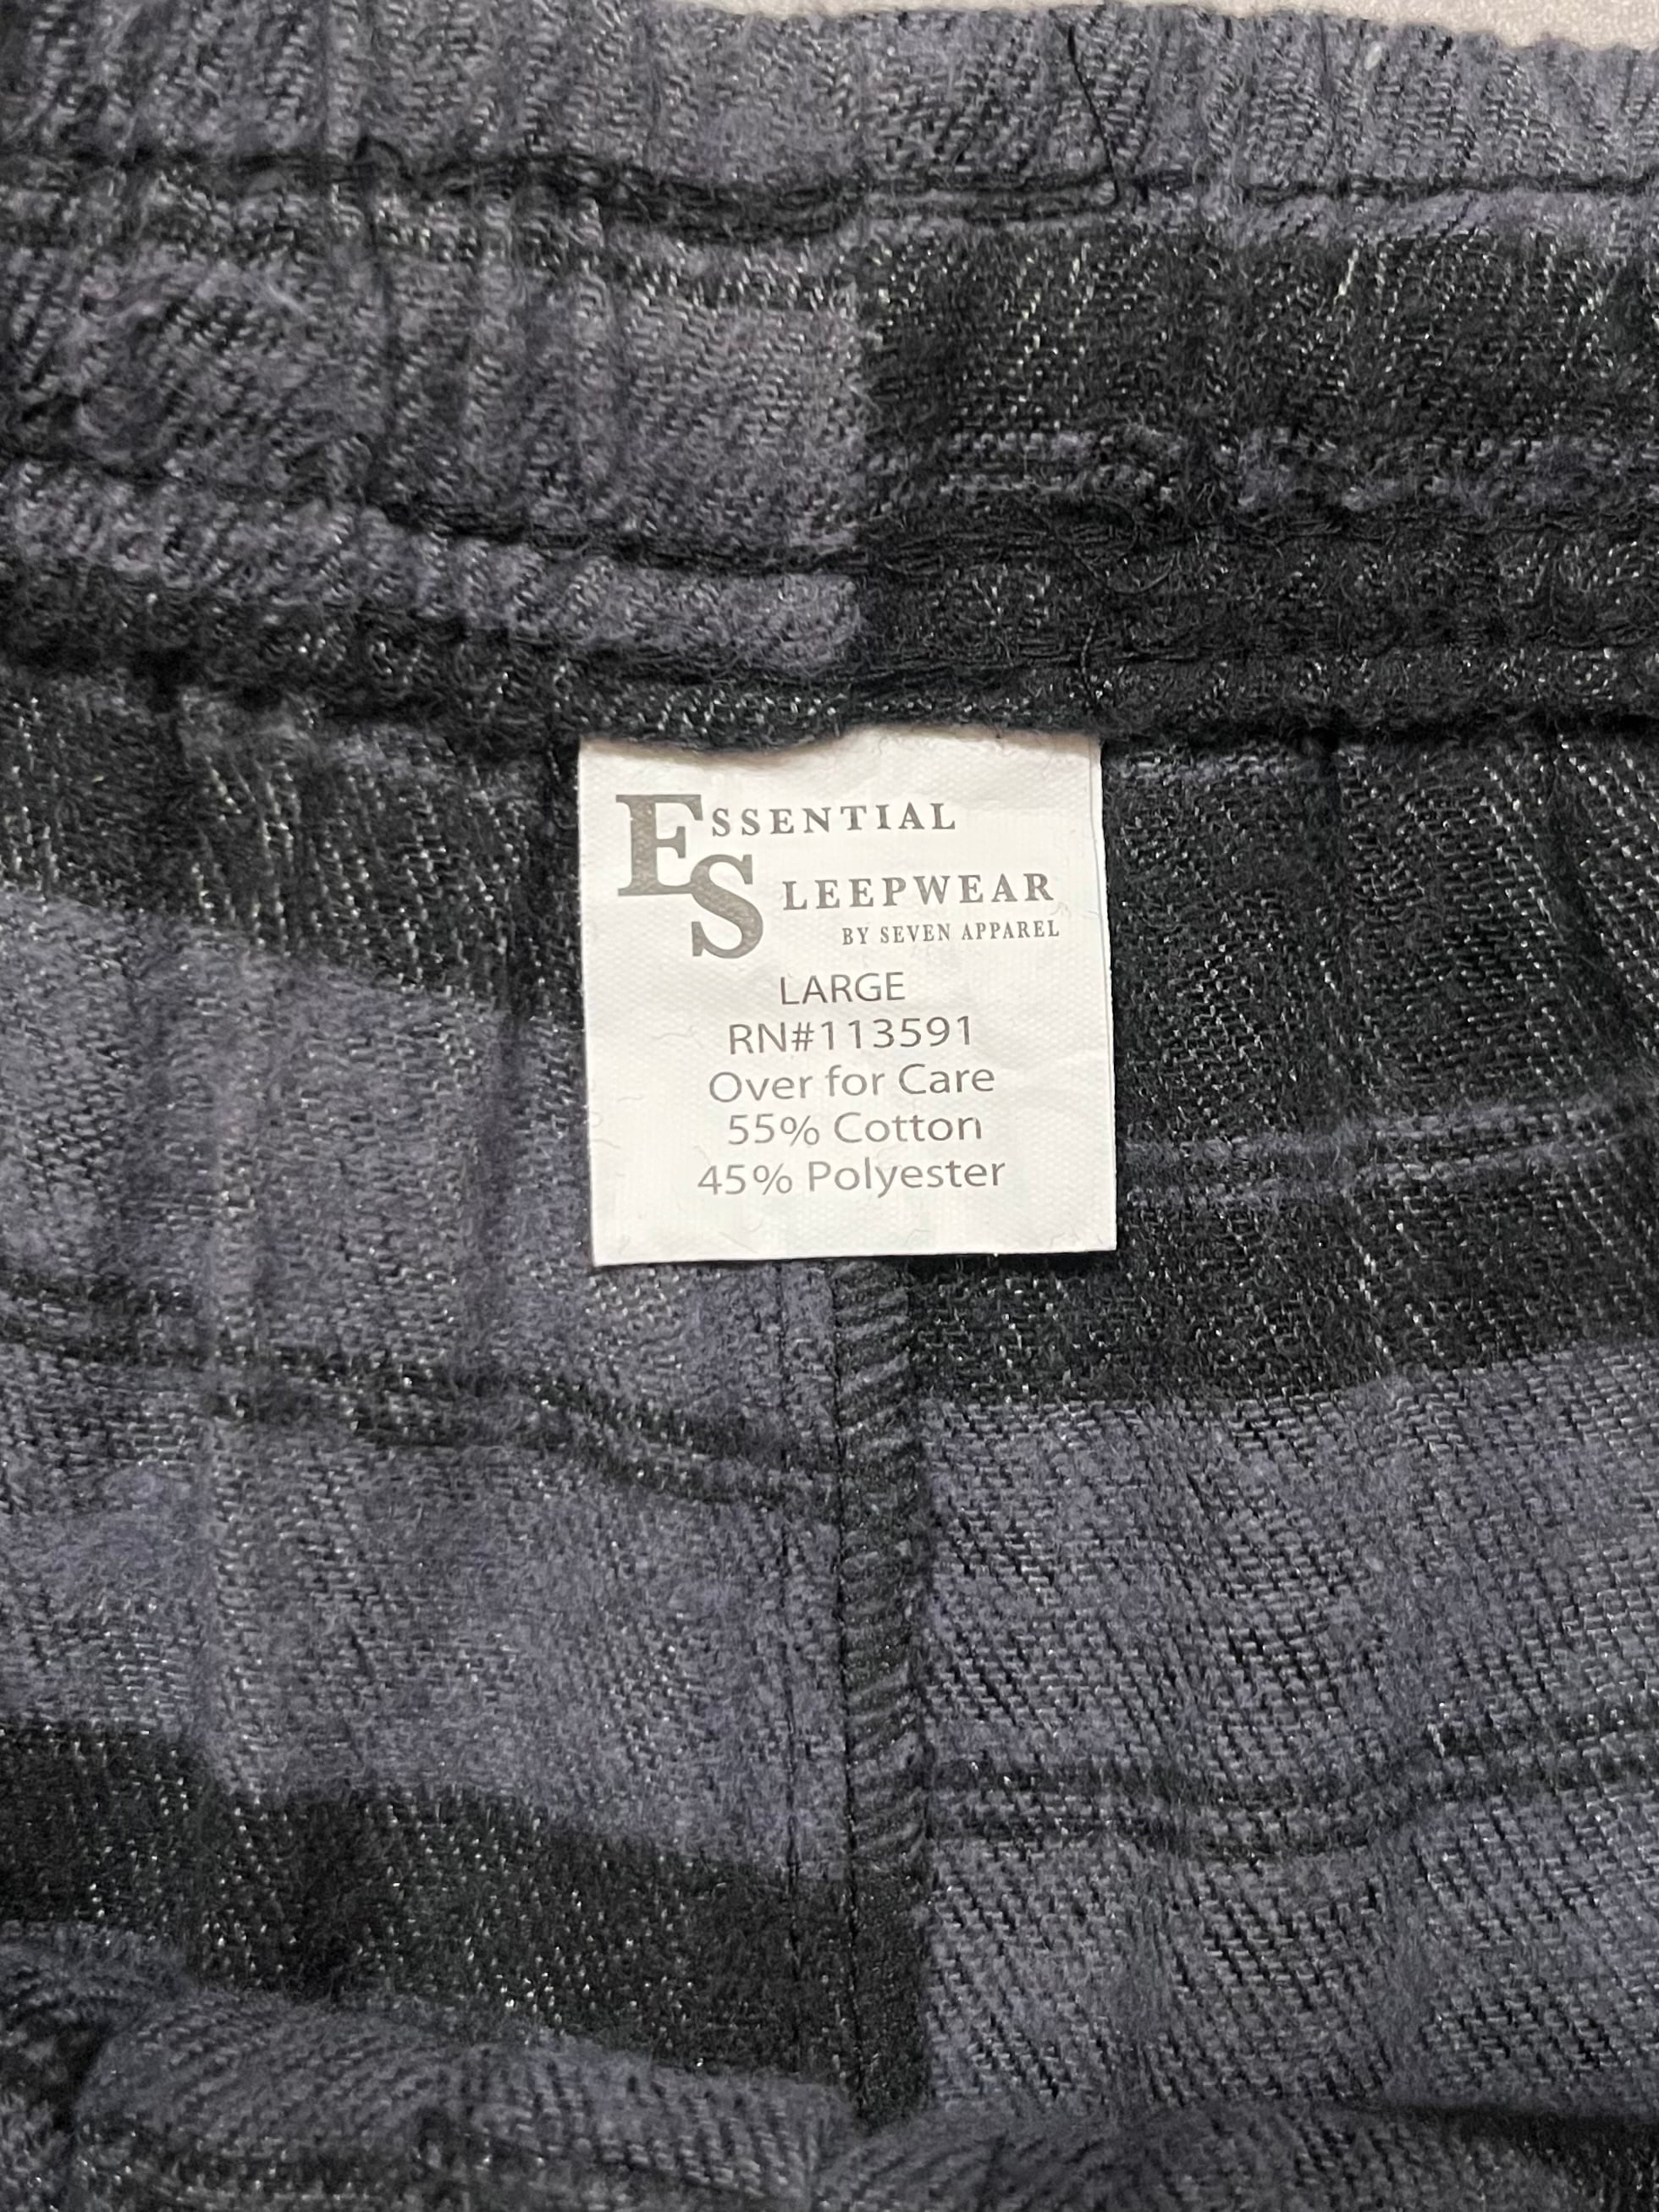 ESSENTIAL
SLEEPWEAR
BY SEVEN APPAREL
LARGE
RN#113591
Over for Care
55% Cotton
45% Polyester